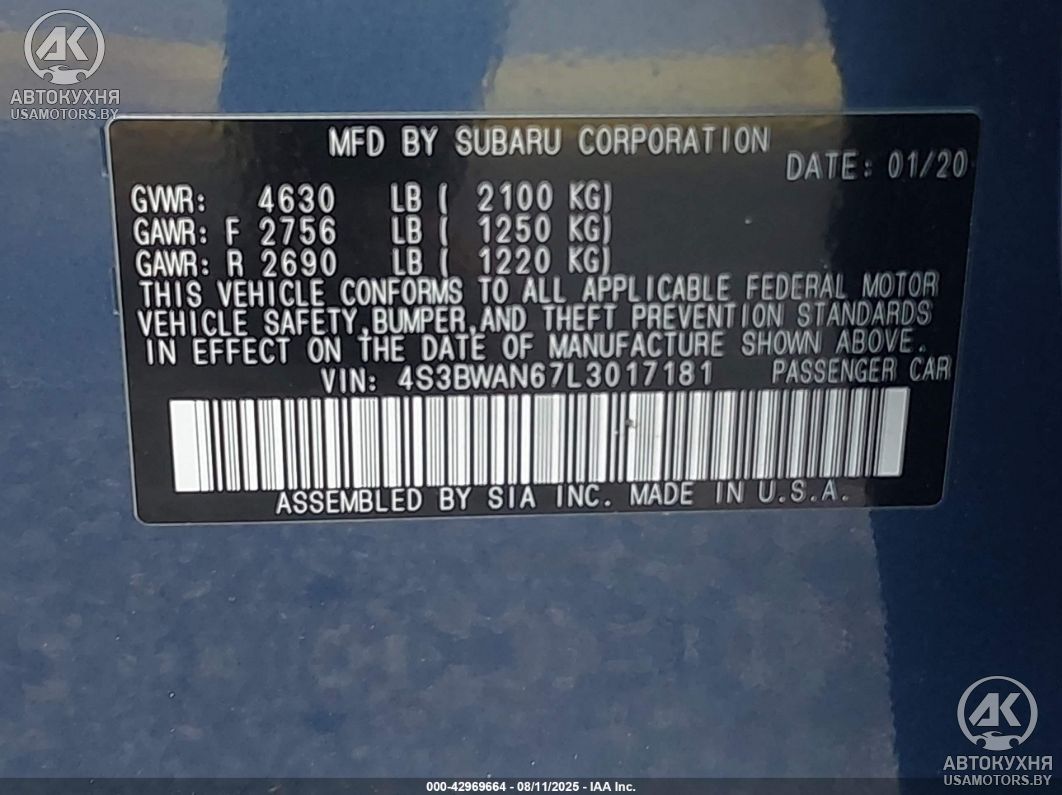 AK
АВТОКУХНЯ
USAMOTORS.BY
MFD BY SUBARU CORPORATION
DATE: 01/20
GVWR: 4630 LB ( 2100 KG)
GAWR: F 2756 LB ( 1250 KG)
GAWR: R 2690 LB ( 1220 KG)
THIS VEHICLE CONFORMS TO ALL APPLICABLE FEDERAL MOTOR
VEHICLE SAFETY,BUMPER,AND THEFT PREVENTION STANDARDS
IN EFFECT ON THE DATE OF MANUFACTURE SHOWN ABOVE.
VIN: 4S3BWAN67L3017181 PASSENGER CAR
ASSEMBLED BY SIA INC. MADE IN U.S.A.
AK
АВТОКУХНЯ
USAMOTORS.BY
000-42969664 - 08/11/2025 - IAA Inc.